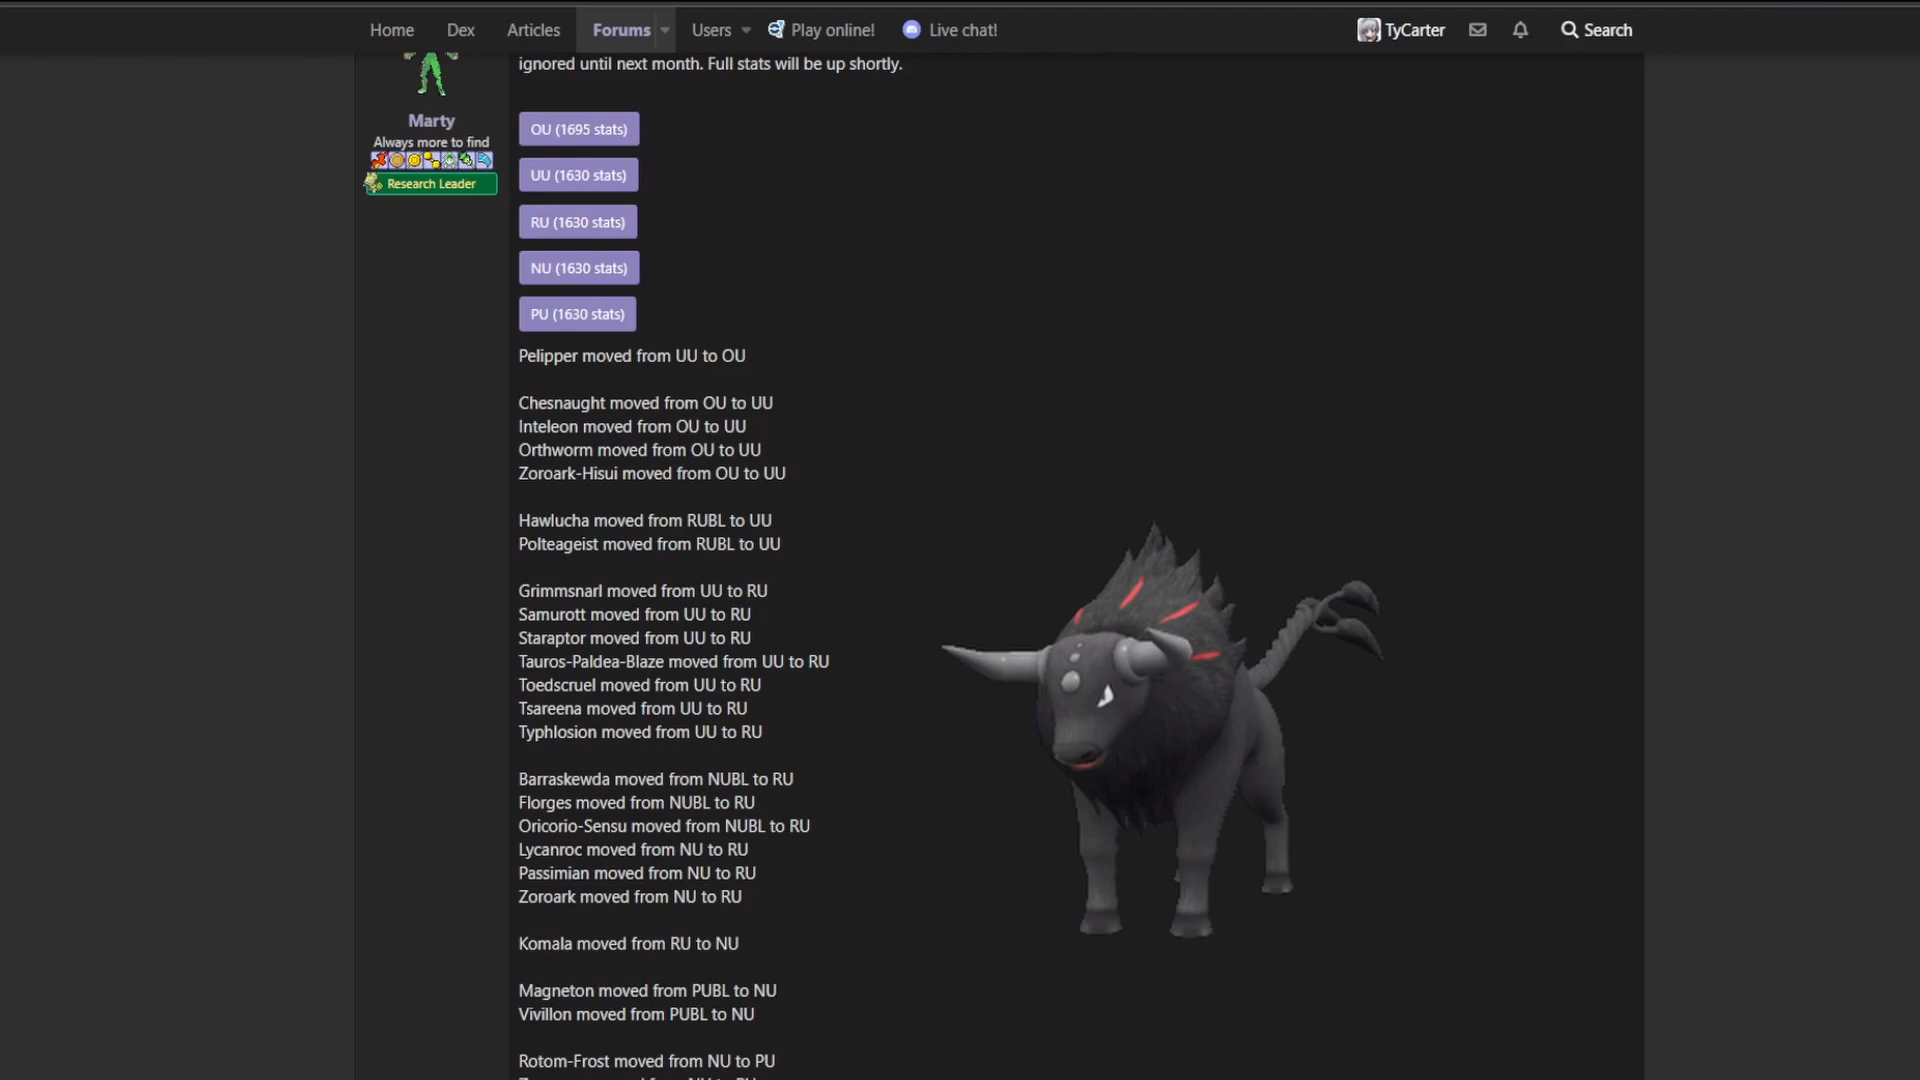 Home Dex Articles Forums Users Play online! Live chat! TyCarter Search
ignored until next month. Full stats will be up shortly.
Marty
Always more to find
Research Leader
OU (1695 stats)
UU (1630 stats)
RU (1630 stats)
NU (1630 stats)
PU (1630 stats)
Pelipper moved from UU to OU
Chesnaught moved from OU to UU
Inteleon moved from OU to UU
Orthworm moved from OU to UU
Zoroark-Hisui moved from OU to UU
Hawlucha moved from RUBL to UU
Polteageist moved from RUBL to UU
Grimmsnarl moved from UU to RU
Samurott moved from UU to RU
Staraptor moved from UU to RU
Tauros-Paldea-Blaze moved from UU to RU
Toedscruel moved from UU to RU
Tsareena moved from UU to RU
Typhlosion moved from UU to RU
Barraskewda moved from NUBL to RU
Florges moved from NUBL to RU
Oricorio-Sensu moved from NUBL to RU
Lycanroc moved from NU to RU
Passimian moved from NU to RU
Zoroark moved from NU to RU
Komala moved from RU to NU
Magneton moved from PUBL to NU
Vivillon moved from PUBL to NU
Rotom-Frost moved from NU to PU